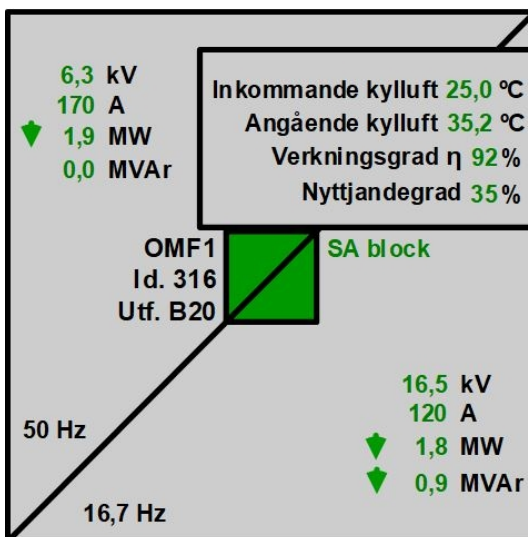 6,3 kV
170 A
1,9 MW
0,0 MVAr
Inkommande kylluft 25,0 ºC
Angående kylluft 35,2 ºC
Verkningsgrad η 92%
Nyttjandegrad 35%
OMF1
Id. 316
Utf. B20
SA block
16,5 kV
120 A
1,8 MW
0,9 MVAr
50 Hz
16,7 Hz